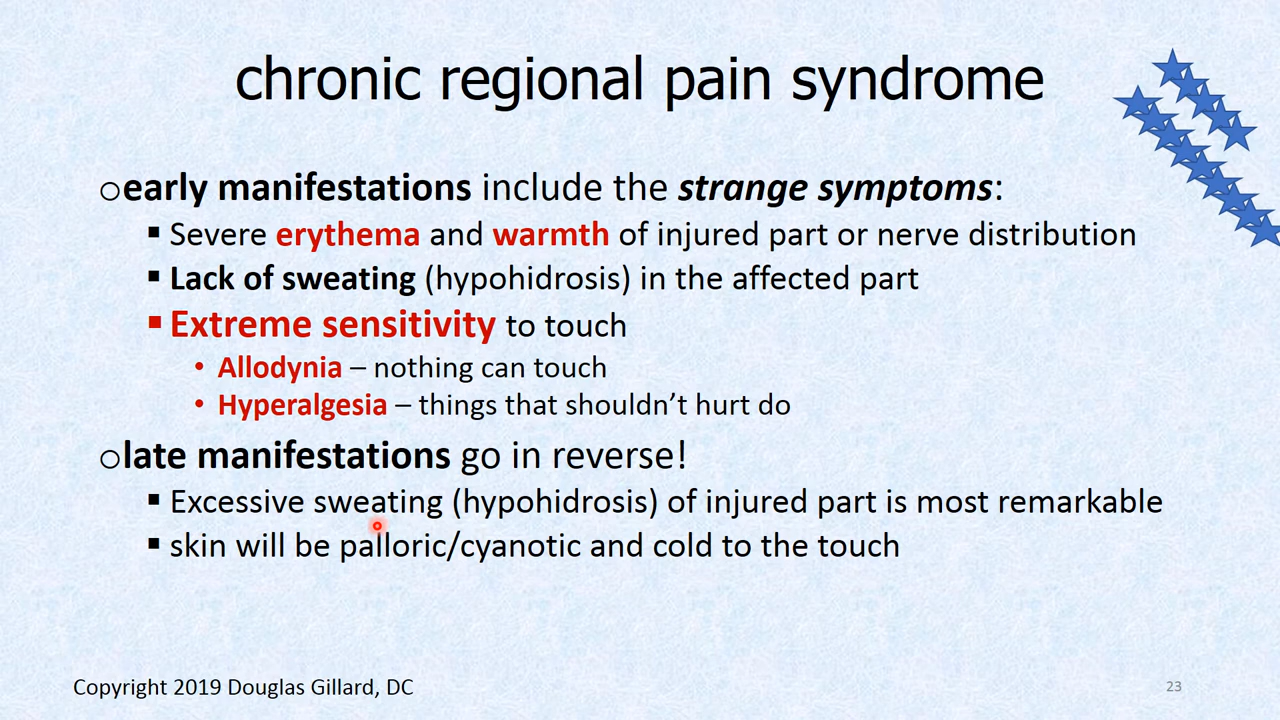 chronic regional pain syndrome
early manifestations include the strange symptoms:
Severe erythema and warmth of injured part or nerve distribution
Lack of sweating (hypohidrosis) in the affected part
Extreme sensitivity to touch
Allodynia – nothing can touch
Hyperalgesia – things that shouldn’t hurt do
late manifestations go in reverse!
Excessive sweating (hypohidrosis) of injured part is most remarkable
skin will be palloric/cyanotic and cold to the touch
Copyright 2019 Douglas Gillard, DC
23